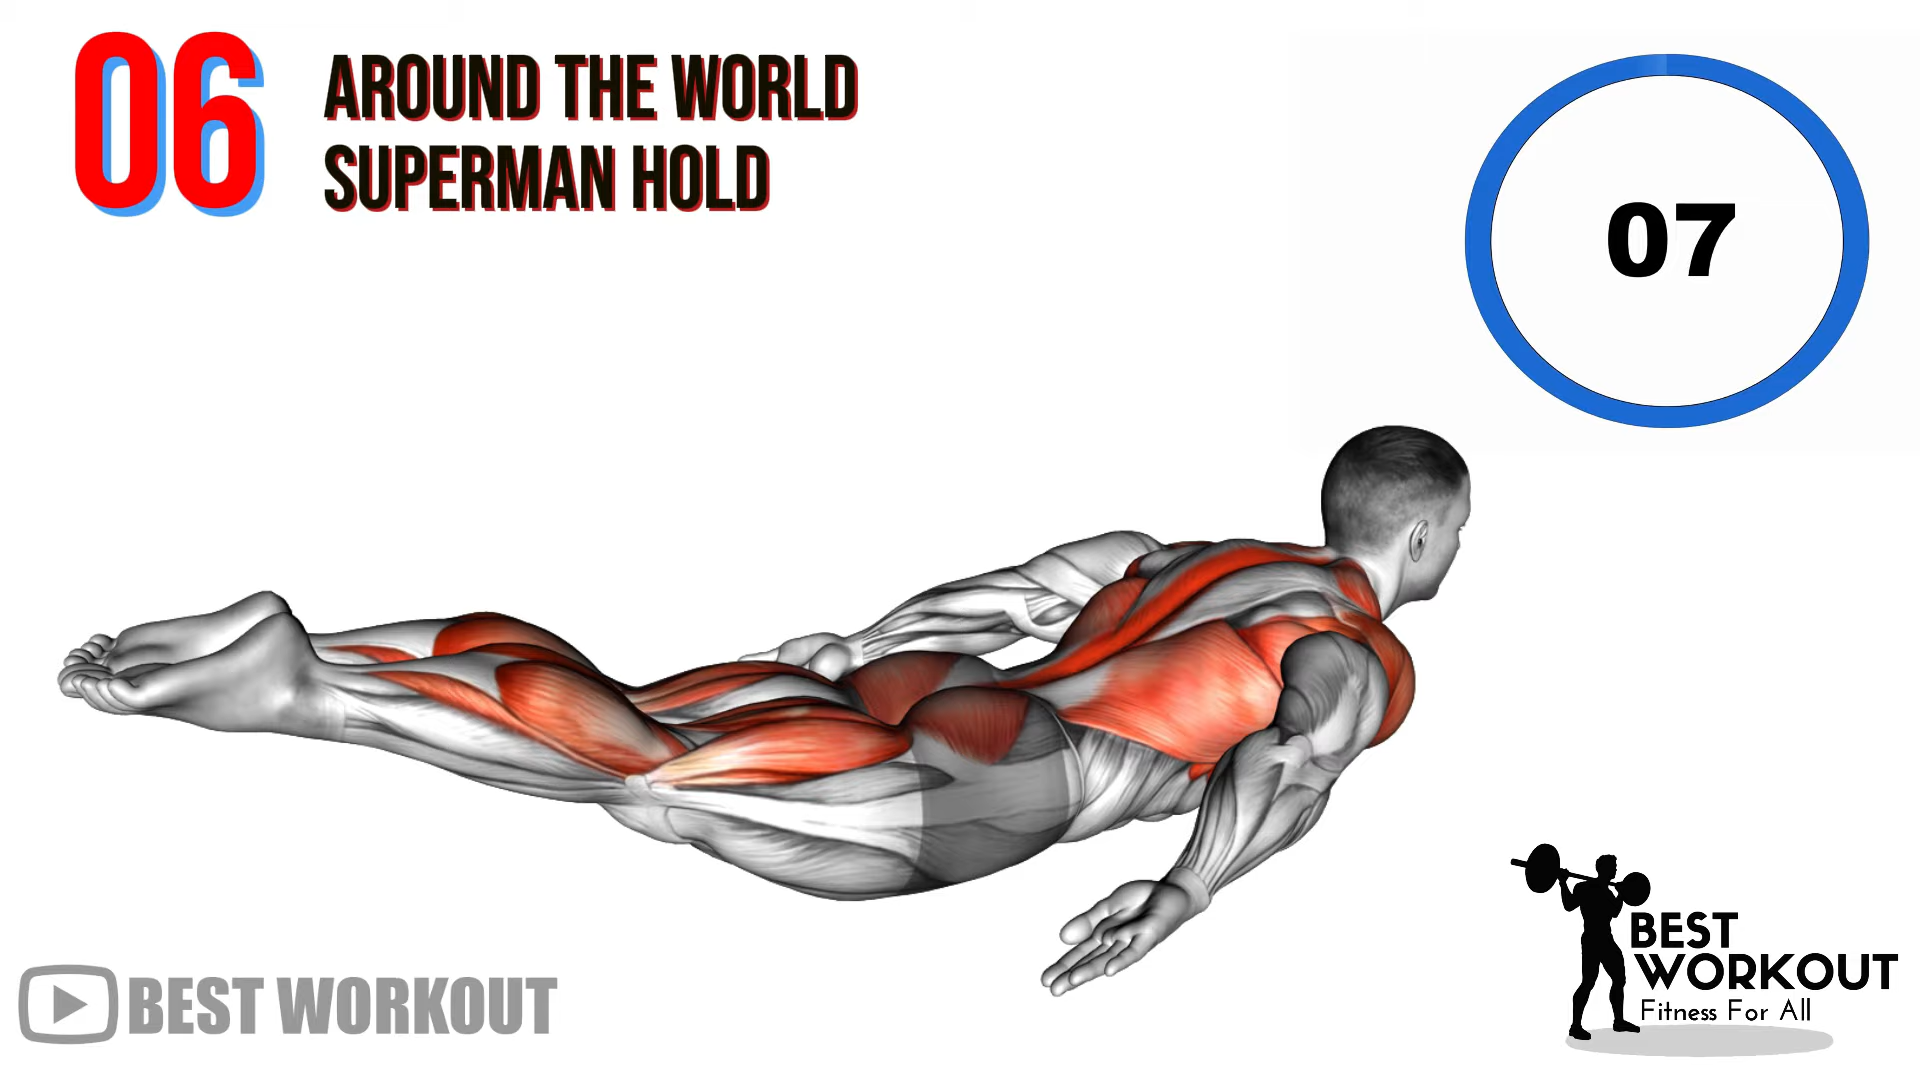 06
AROUND THE WORLD
SUPERMAN HOLD
07
BEST WORKOUT
BEST
WORKOUT
Fitness For All